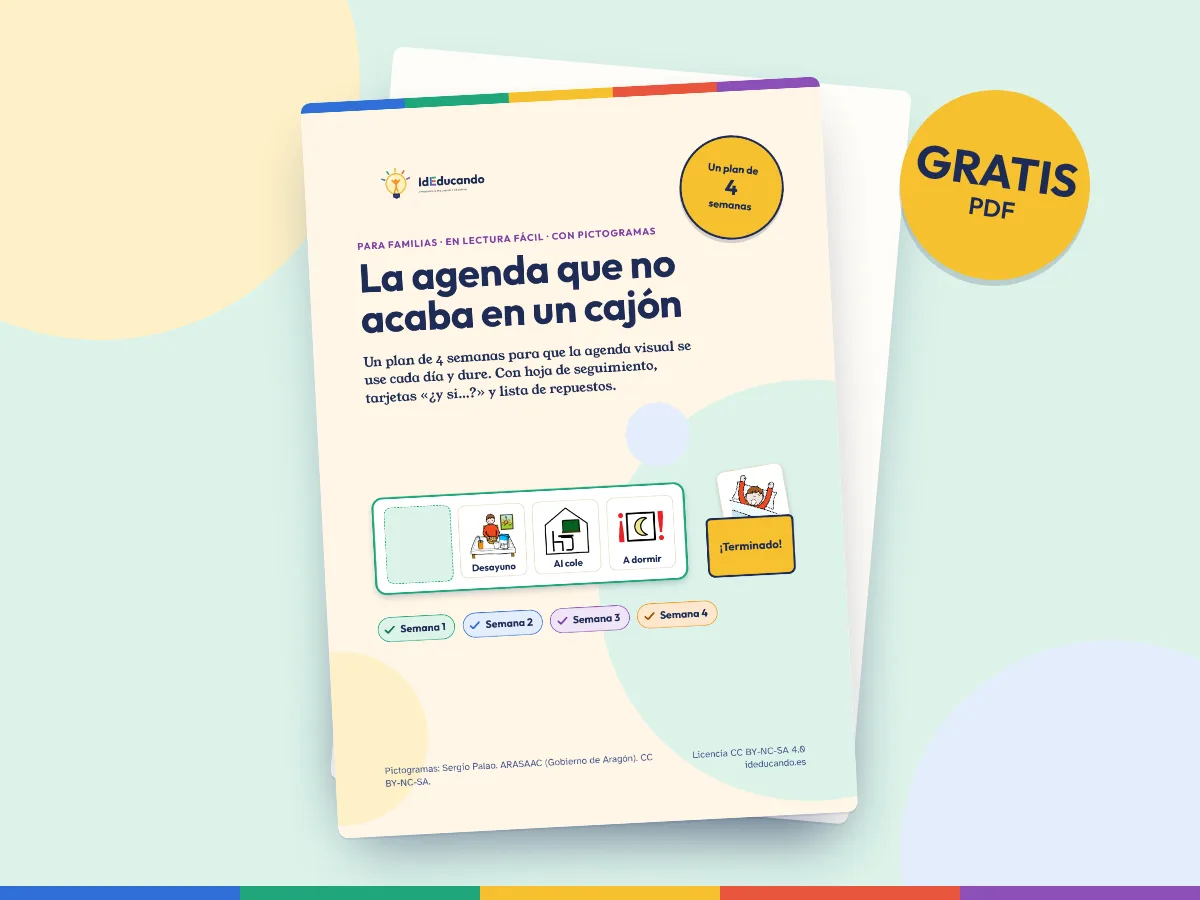 GRATIS
PDF
IdEducando
Un plan de
4
semanas
PARA FAMILIAS · EN LECTURA FÁCIL · CON PICTOGRAMAS
La agenda que no
acaba en un cajón
Un plan de 4 semanas para que la agenda visual se
use cada día y dure. Con hoja de seguimiento,
tarjetas «¿y si...?» y lista de repuestos.
Desayuno
Al cole
A dormir
¡Terminado!
Semana 1
Semana 2
Semana 3
Semana 4
Pictogramas: Sergio Palao. ARASAAC (Gobierno de Aragón). CC
BY-NC-SA.
Licencia CC BY-NC-SA 4.0
ideducando.es